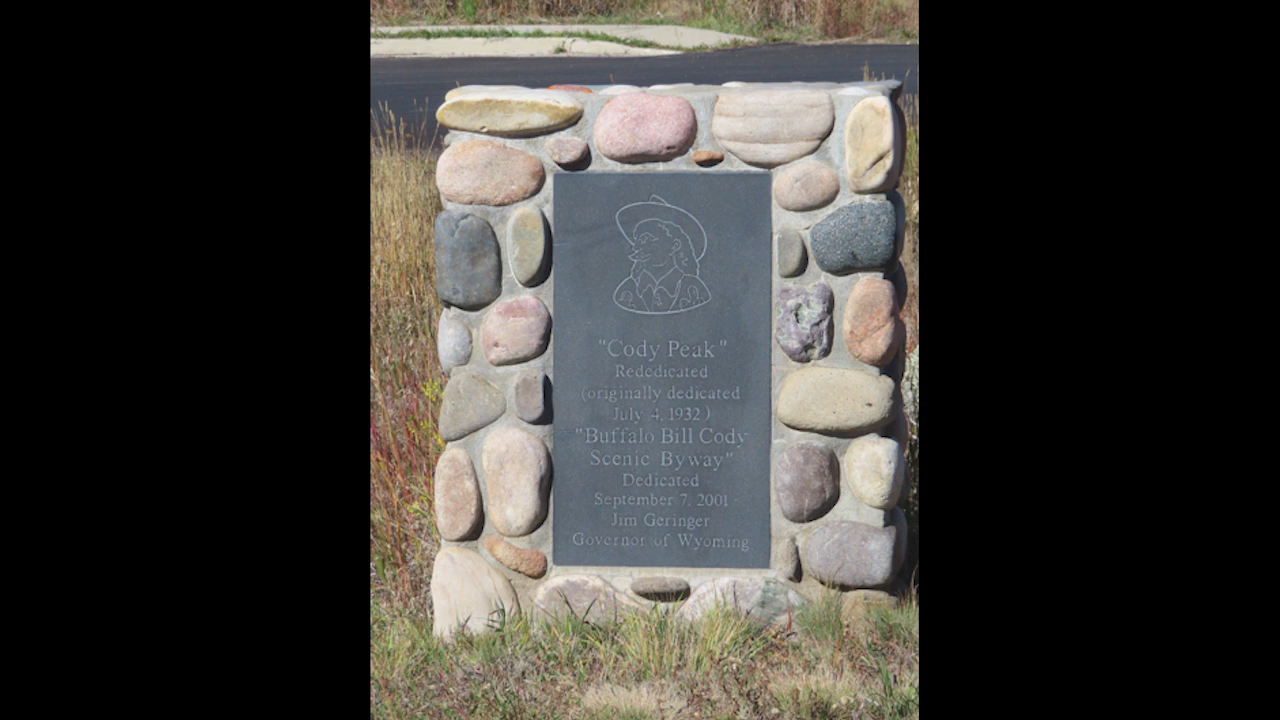 "Cody Peak"
Rededicated
(originally dedicated
July 4, 1932)
"Buffalo Bill Cody
Scenic Byway"
Dedicated
September 7, 2001
Jim Geringer
Governor of Wyoming